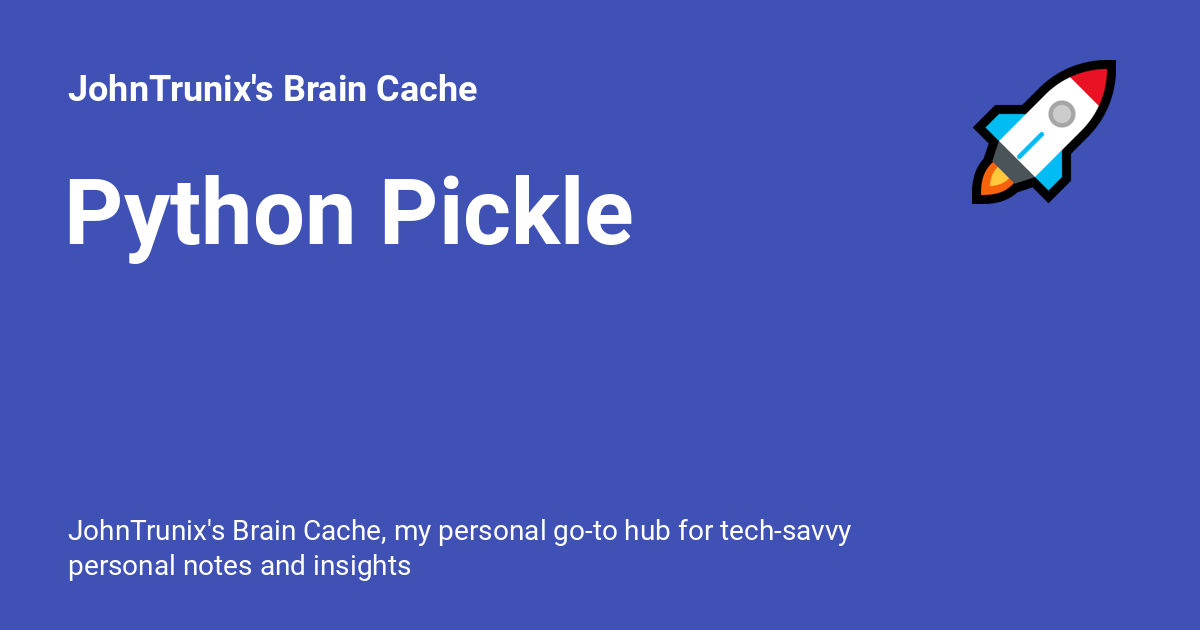 JohnTrunix's Brain Cache
Python Pickle
JohnTrunix's Brain Cache, my personal go-to hub for tech-savvy
personal notes and insights